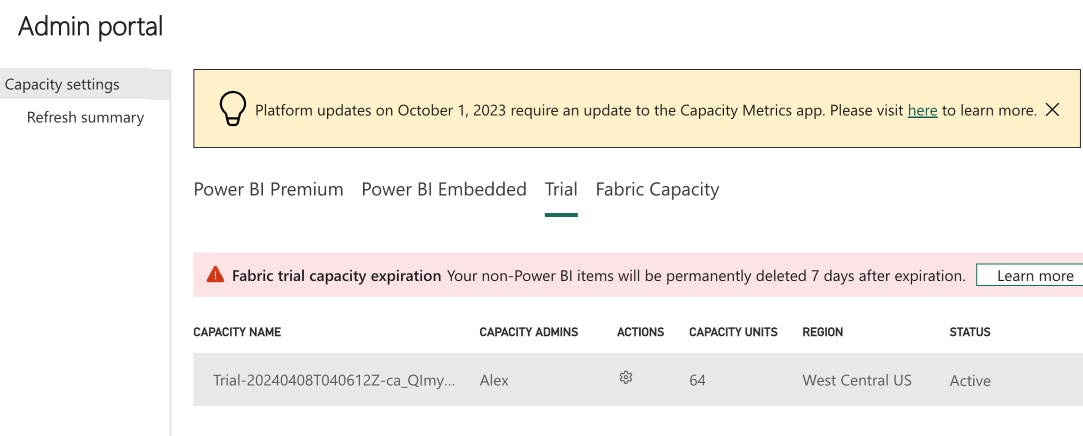 Admin portal
Capacity settings
Refresh summary
Platform updates on October 1, 2023 require an update to the Capacity Metrics app. Please visit here to learn more.
Power BI Premium Power BI Embedded Trial Fabric Capacity
Fabric trial capacity expiration Your non-Power BI items will be permanently deleted 7 days after expiration. Learn more
CAPACITY NAME CAPACITY ADMINS ACTIONS CAPACITY UNITS REGION STATUS
Trial-20240408T040612Z-ca_QImy... Alex 64 West Central US Active